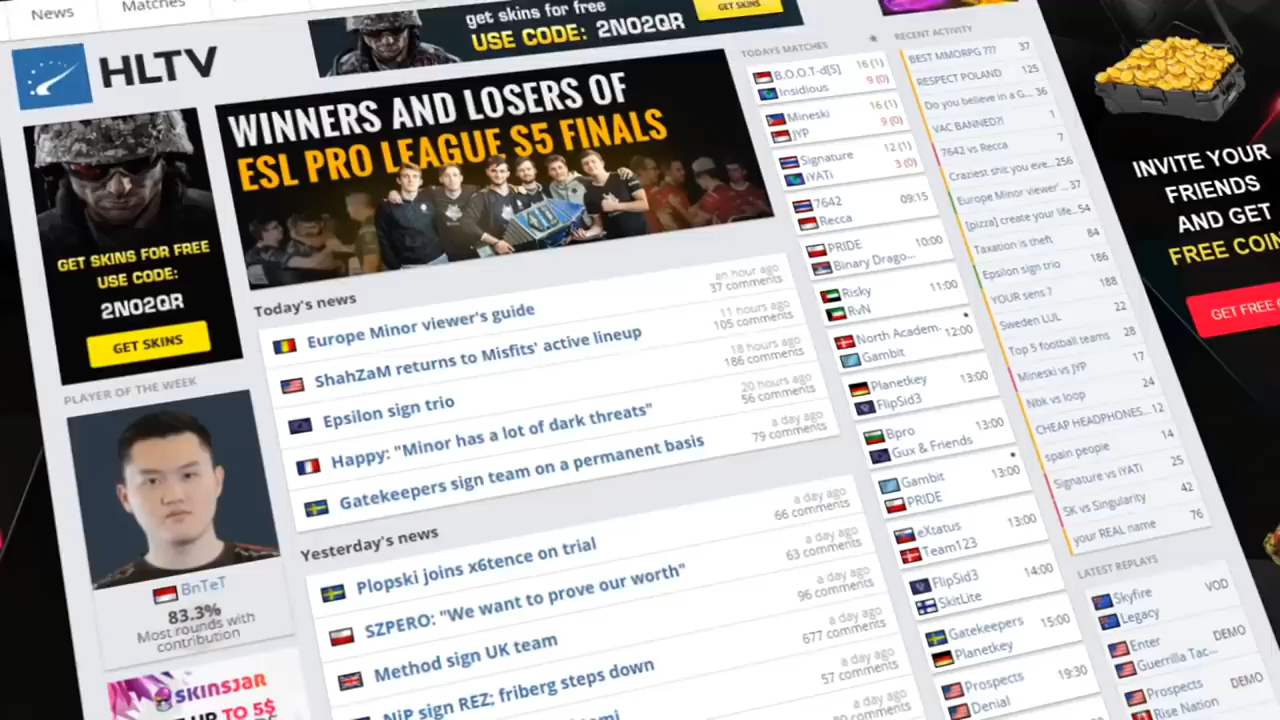 News
Matches
HLTV
get skins for free
USE CODE: 2NO2QR
GET SKINS
GET SKINS FOR FREE
USE CODE:
2NO2QR
GET SKINS
PLAYER OF THE WEEK
BnTeT
83.3%
Most rounds with
contribution
SKINSJAR
UP TO 5$
WINNERS AND LOSERS OF
ESL PRO LEAGUE S5 FINALS
Today's news
Europe Minor viewer's guide
an hour ago
37 comments
ShahZaM returns to Misfits' active lineup
11 hours ago
105 comments
Epsilon sign trio
18 hours ago
186 comments
Happy: "Minor has a lot of dark threats"
20 hours ago
56 comments
Gatekeepers sign team on a permanent basis
a day ago
79 comments
Yesterday's news
Plopski joins x6tence on trial
a day ago
66 comments
SZPERO: "We want to prove our worth"
a day ago
63 comments
Method sign UK team
a day ago
96 comments
NiP sign REZ; friberg steps down
a day ago
677 comments
a day ago
57 comments
a day ago
TODAYS MATCHES
B.O.O.T-d[S] 16 (1)
Insidious 9 (0)
Mineski 16 (1)
JYP 9 (0)
Signature 12 (1)
iYATi 3 (0)
7642
Recca
09:15
PRIDE
Binary Drago...
10:00
Risky
RvN
11:00
North Academ.
Gambit
12:00
Planetkey
FlipSid3
13:00
Bpro
Gux & Friends
13:00
Gambit
PRIDE
13:00
eXtatus
Team123
13:00
FlipSid3
SkitLite
14:00
Gatekeepers
Planetkey
15:00
Prospects
Denial
19:30
RECENT ACTIVITY
BEST MMORPG ??? 37
RESPECT POLAND 125
Do you believe in a G... 36
VAC BANNED?! 1
7642 vs Recca 7
Craziest shit you eve... 256
Europe Minor viewer'... 37
[pizza] create your life... 54
Taxation is theft 84
Epsilon sign trio 186
YOUR sens ? 188
Sweden LUL 22
Top 5 football teams 28
Mineski vs JYP 17
Nbk vs loop 24
CHEAP HEADPHONES... 12
spain people 14
Signature vs iYATi 25
SK vs Singularity 42
your REAL name 76
LATEST REPLAYS
Skyfire
Legacy
VOD
Enter
Guerrilla Tac...
DEMO
Prospects
Rise Nation
DEMO
INVITE YOUR
FRIENDS
AND GET
FREE COIN
GET FREE